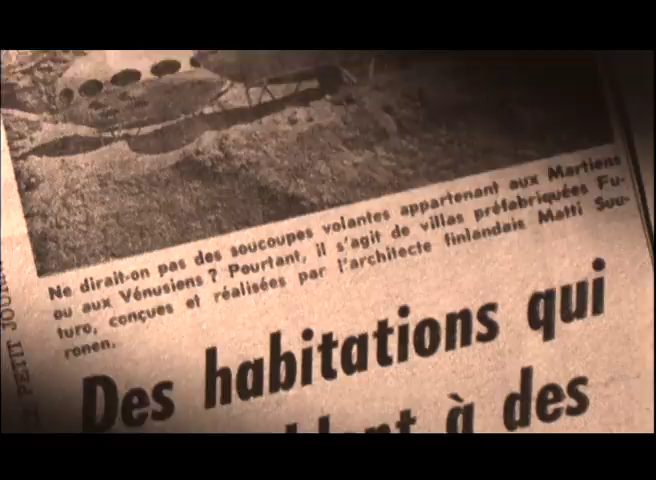 Ne dirait-on pas des soucoupes volantes appartenant aux Martiens
ou aux Vénusiens ? Pourtant, il s'agit de villas préfabriquées Fu-
turo, conçues et réalisées par l'architecte finlandais Matti Suu-
ronen.
Des habitations qui
à des
PETIT